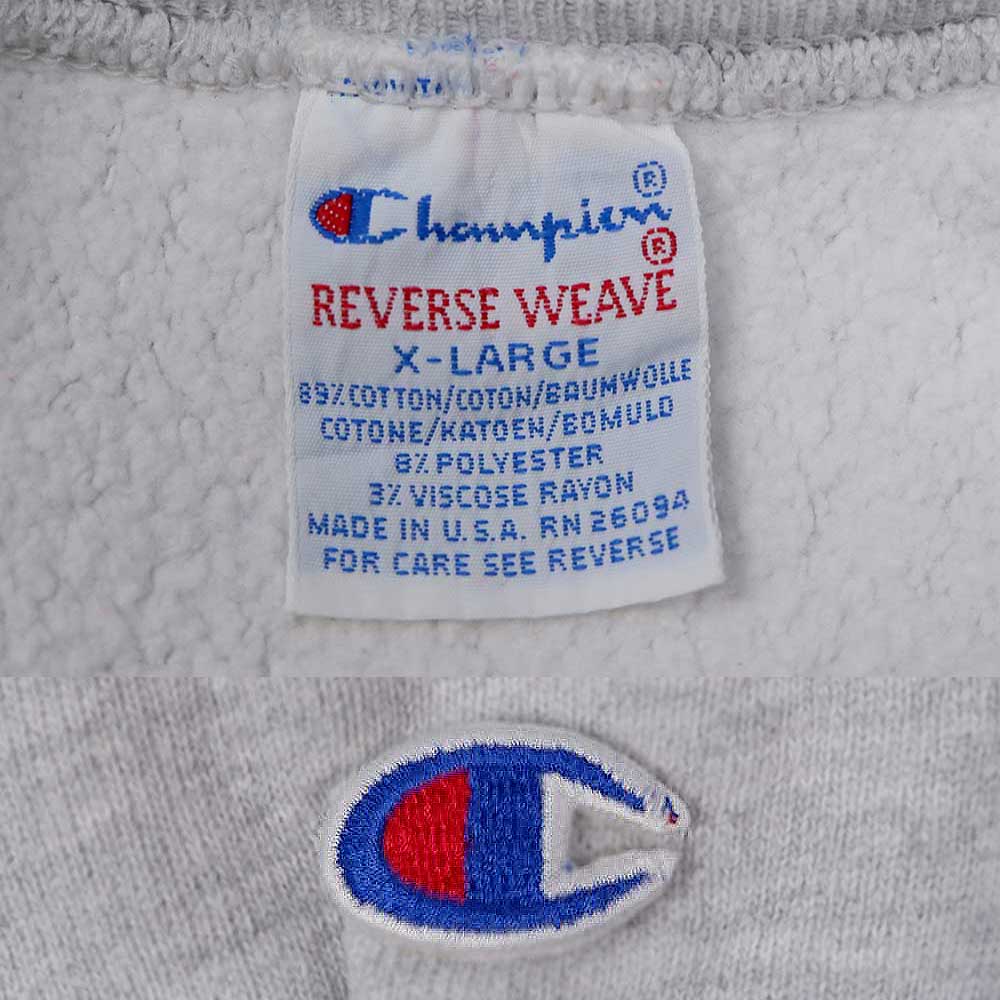 Champion®
REVERSE WEAVE®
X-LARGE
89% COTTON/COTON/BAUMWOLLE
COTONE/KATOEN/BOMULD
8% POLYESTER
3% VISCOSE RAYON
MADE IN U.S.A. RN 26094
FOR CARE SEE REVERSE